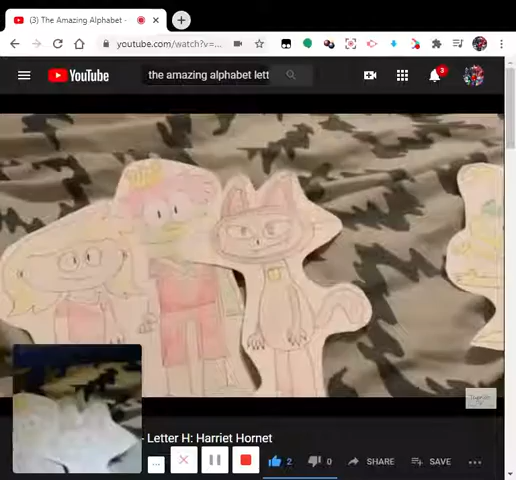 (3) The Amazing Alphabet -
youtube.com/watch?v=...
YouTube
the amazing alphabet lett
3
- Letter H: Harriet Hornet
2
0
SHARE
SAVE